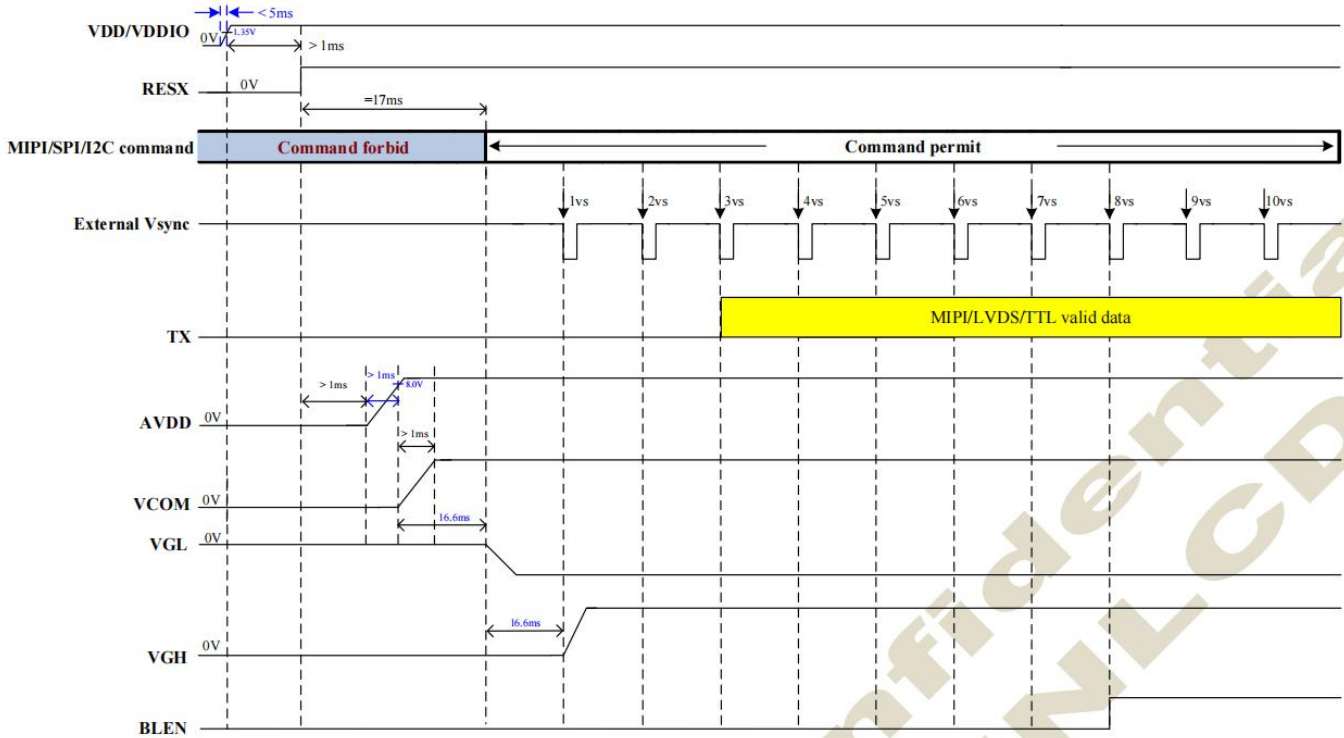 < 5ms
VDD/VDDIO 0V 1.35V
> 1ms
RESX 0V
=17ms
MIPI/SPI/I2C command Command forbid Command permit
1vs 2vs 3vs 4vs 5vs 6vs 7vs 8vs 9vs 10vs
External Vsync
MIPI/LVDS/TTL valid data
TX
> 1ms > 1ms 8.0V
AVDD 0V
> 1ms
VCOM 0V
16.6ms
VGL 0V
16.6ms
VGH 0V
BLEN